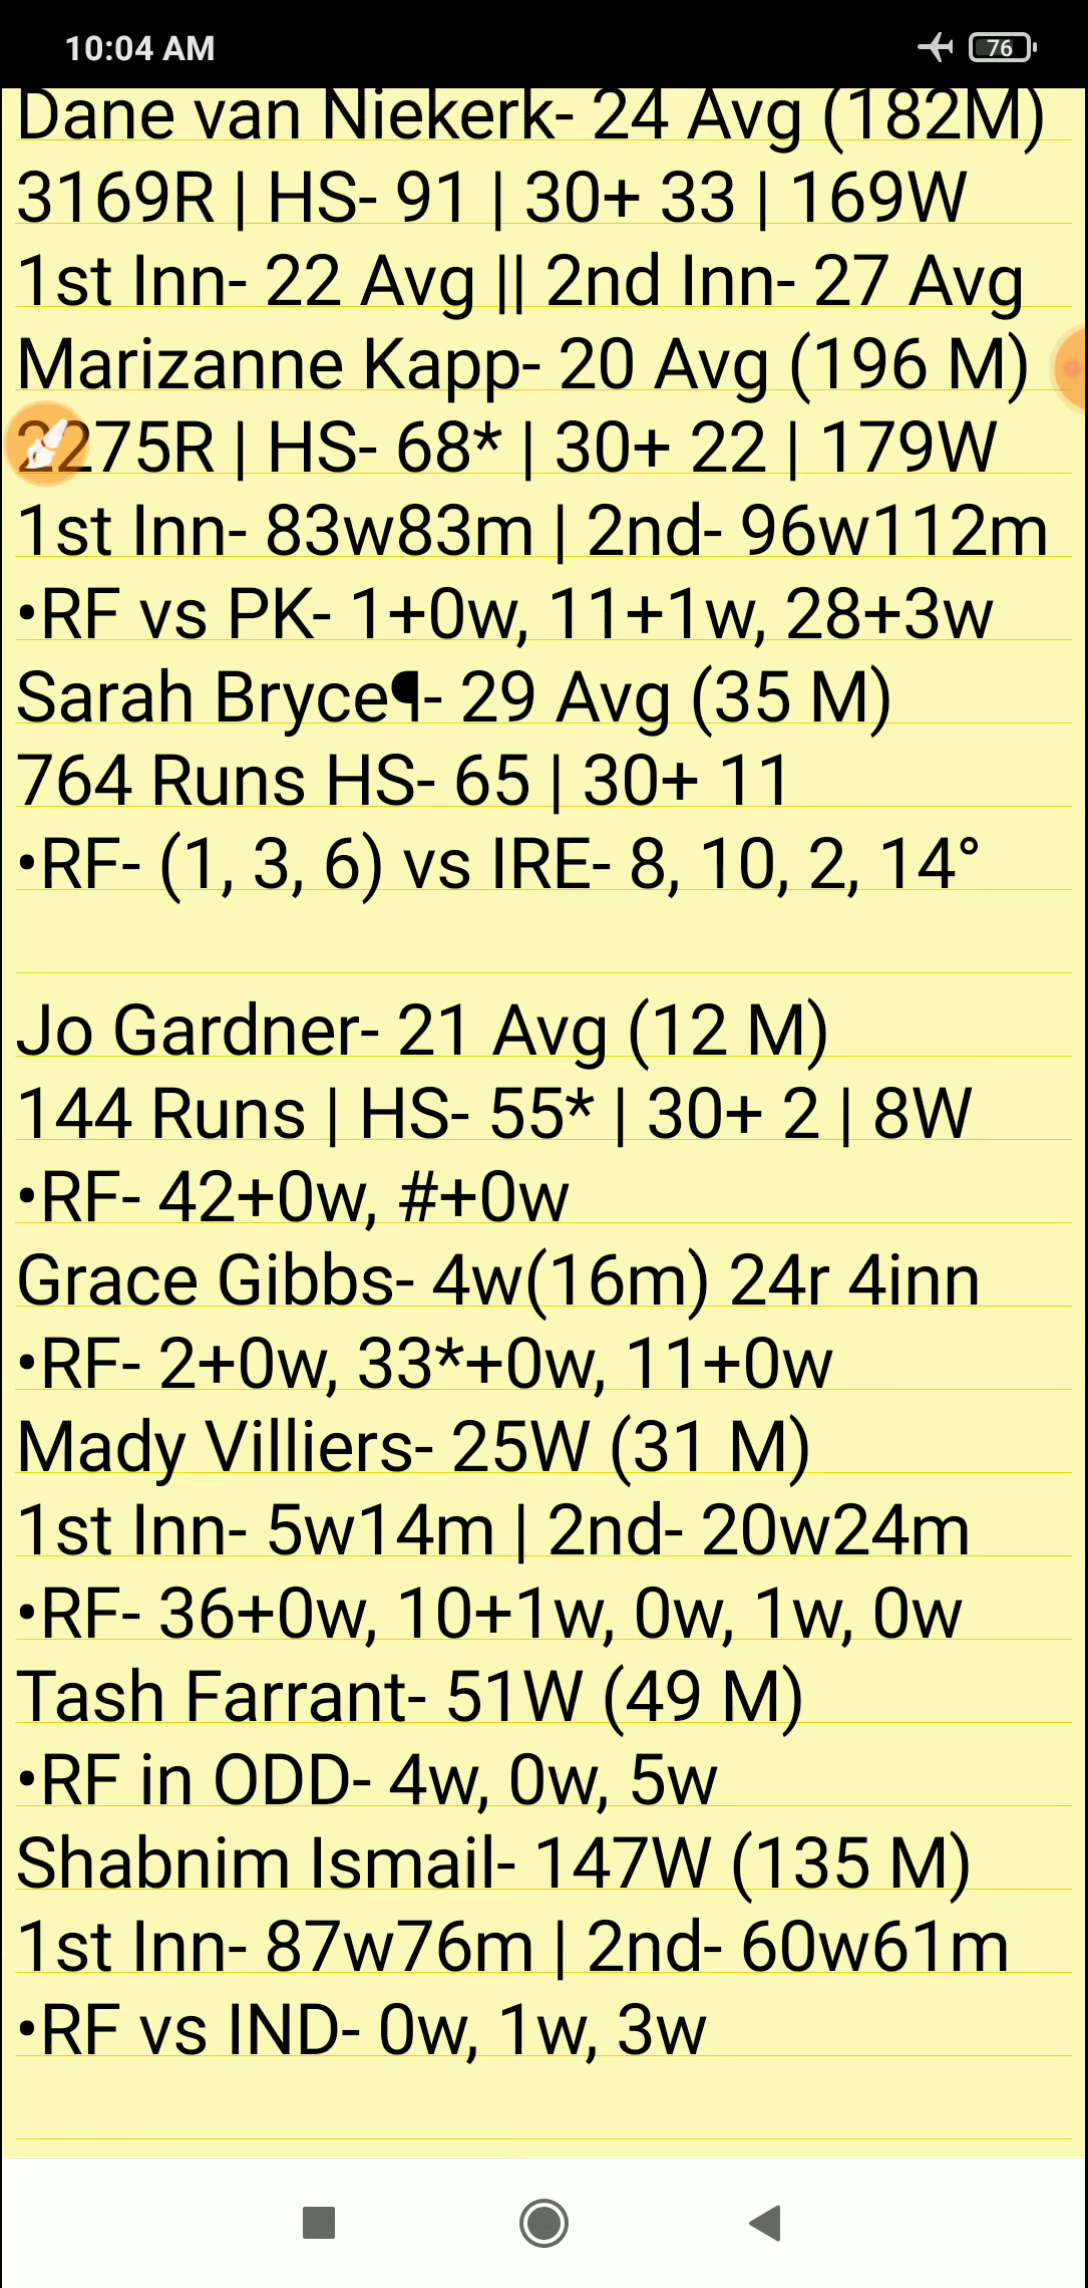 10:04 AM
76
Dane van Niekerk- 24 Avg (182M)
3169R | HS- 91 | 30+ 33 | 169W
1st Inn- 22 Avg || 2nd Inn- 27 Avg
Marizanne Kapp- 20 Avg (196 M)
2275R | HS- 68* | 30+ 22 | 179W
1st Inn- 83w83m | 2nd- 96w112m
•RF vs PK- 1+0w, 11+1w, 28+3w
Sarah Bryce¶- 29 Avg (35 M)
764 Runs HS- 65 | 30+ 11
•RF- (1, 3, 6) vs IRE- 8, 10, 2, 14°
Jo Gardner- 21 Avg (12 M)
144 Runs | HS- 55* | 30+ 2 | 8W
•RF- 42+0w, #+0w
Grace Gibbs- 4w(16m) 24r 4inn
•RF- 2+0w, 33*+0w, 11+0w
Mady Villiers- 25W (31 M)
1st Inn- 5w14m | 2nd- 20w24m
•RF- 36+0w, 10+1w, 0w, 1w, 0w
Tash Farrant- 51W (49 M)
•RF in ODD- 4w, 0w, 5w
Shabnim Ismail- 147W (135 M)
1st Inn- 87w76m | 2nd- 60w61m
•RF vs IND- 0w, 1w, 3w